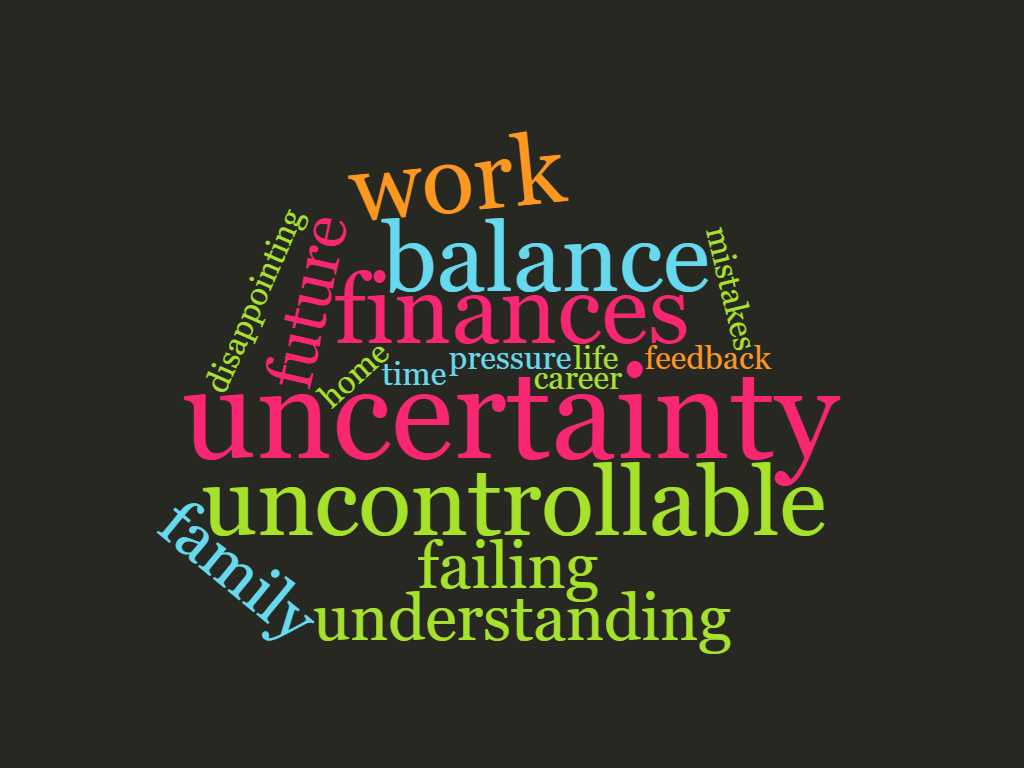 work
disappointing
future
balance
mistakes
finances
home
time
pressure
life
feedback
career
uncertainty
uncontrollable
family
failing
understanding